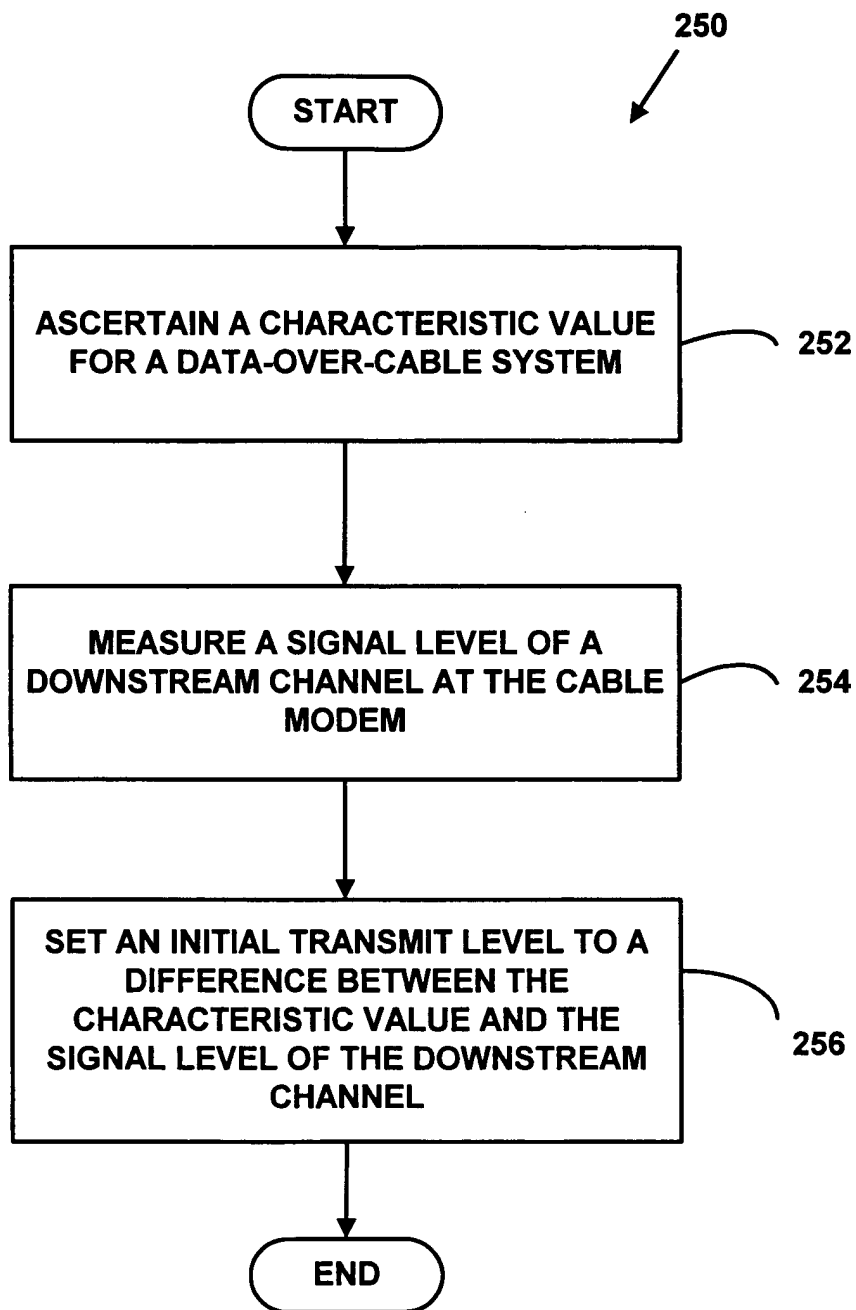 250
START
ASCERTAIN A CHARACTERISTIC VALUE
FOR A DATA-OVER-CABLE SYSTEM
252
MEASURE A SIGNAL LEVEL OF A
DOWNSTREAM CHANNEL AT THE CABLE
MODEM
254
SET AN INITIAL TRANSMIT LEVEL TO A
DIFFERENCE BETWEEN THE
CHARACTERISTIC VALUE AND THE
SIGNAL LEVEL OF THE DOWNSTREAM
CHANNEL
256
END